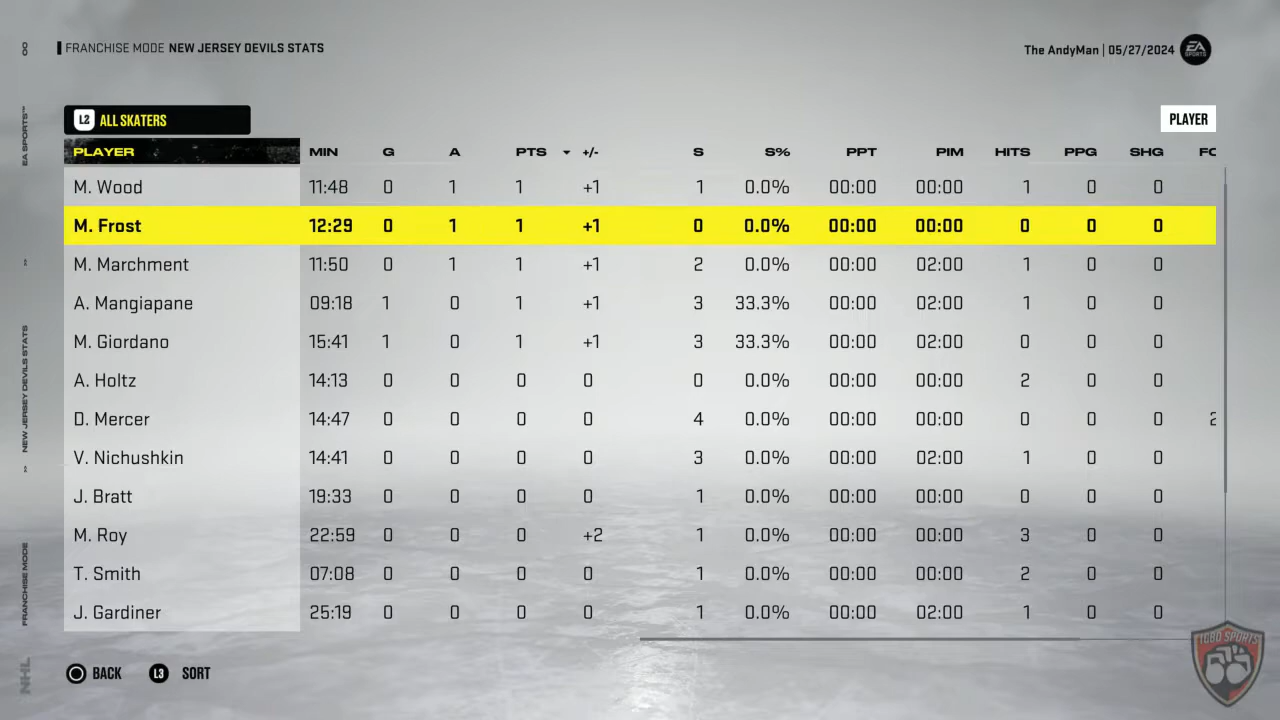 FRANCHISE MODE NEW JERSEY DEVILS STATS
The AndyMan | 05/27/2024
EA SPORTS
L2 ALL SKATERS
PLAYER
PLAYER MIN G A PTS +/- S S% PPT PIM HITS PPG SHG
M. Wood 11:48 0 1 1 +1 1 0.0% 00:00 00:00 1 0 0
M. Frost 12:29 0 1 1 +1 0 0.0% 00:00 00:00 0 0 0
M. Marchment 11:50 0 1 1 +1 2 0.0% 00:00 02:00 1 0 0
A. Mangiapane 09:18 1 0 1 +1 3 33.3% 00:00 02:00 1 0 0
M. Giordano 15:41 1 0 1 +1 3 33.3% 00:00 02:00 0 0 0
A. Holtz 14:13 0 0 0 0 0 0.0% 00:00 00:00 2 0 0
D. Mercer 14:47 0 0 0 0 4 0.0% 00:00 00:00 0 0 0
V. Nichushkin 14:41 0 0 0 0 3 0.0% 00:00 02:00 1 0 0
J. Bratt 19:33 0 0 0 0 1 0.0% 00:00 00:00 0 0 0
M. Roy 22:59 0 0 0 +2 1 0.0% 00:00 00:00 3 0 0
T. Smith 07:08 0 0 0 0 1 0.0% 00:00 00:00 2 0 0
J. Gardiner 25:19 0 0 0 0 1 0.0% 00:00 02:00 1 0 0
BACK L3 SORT
NHL FRANCHISE MODE >> NEW JERSEY DEVILS STATS >> EA SPORTS™
TGBD SPORTS